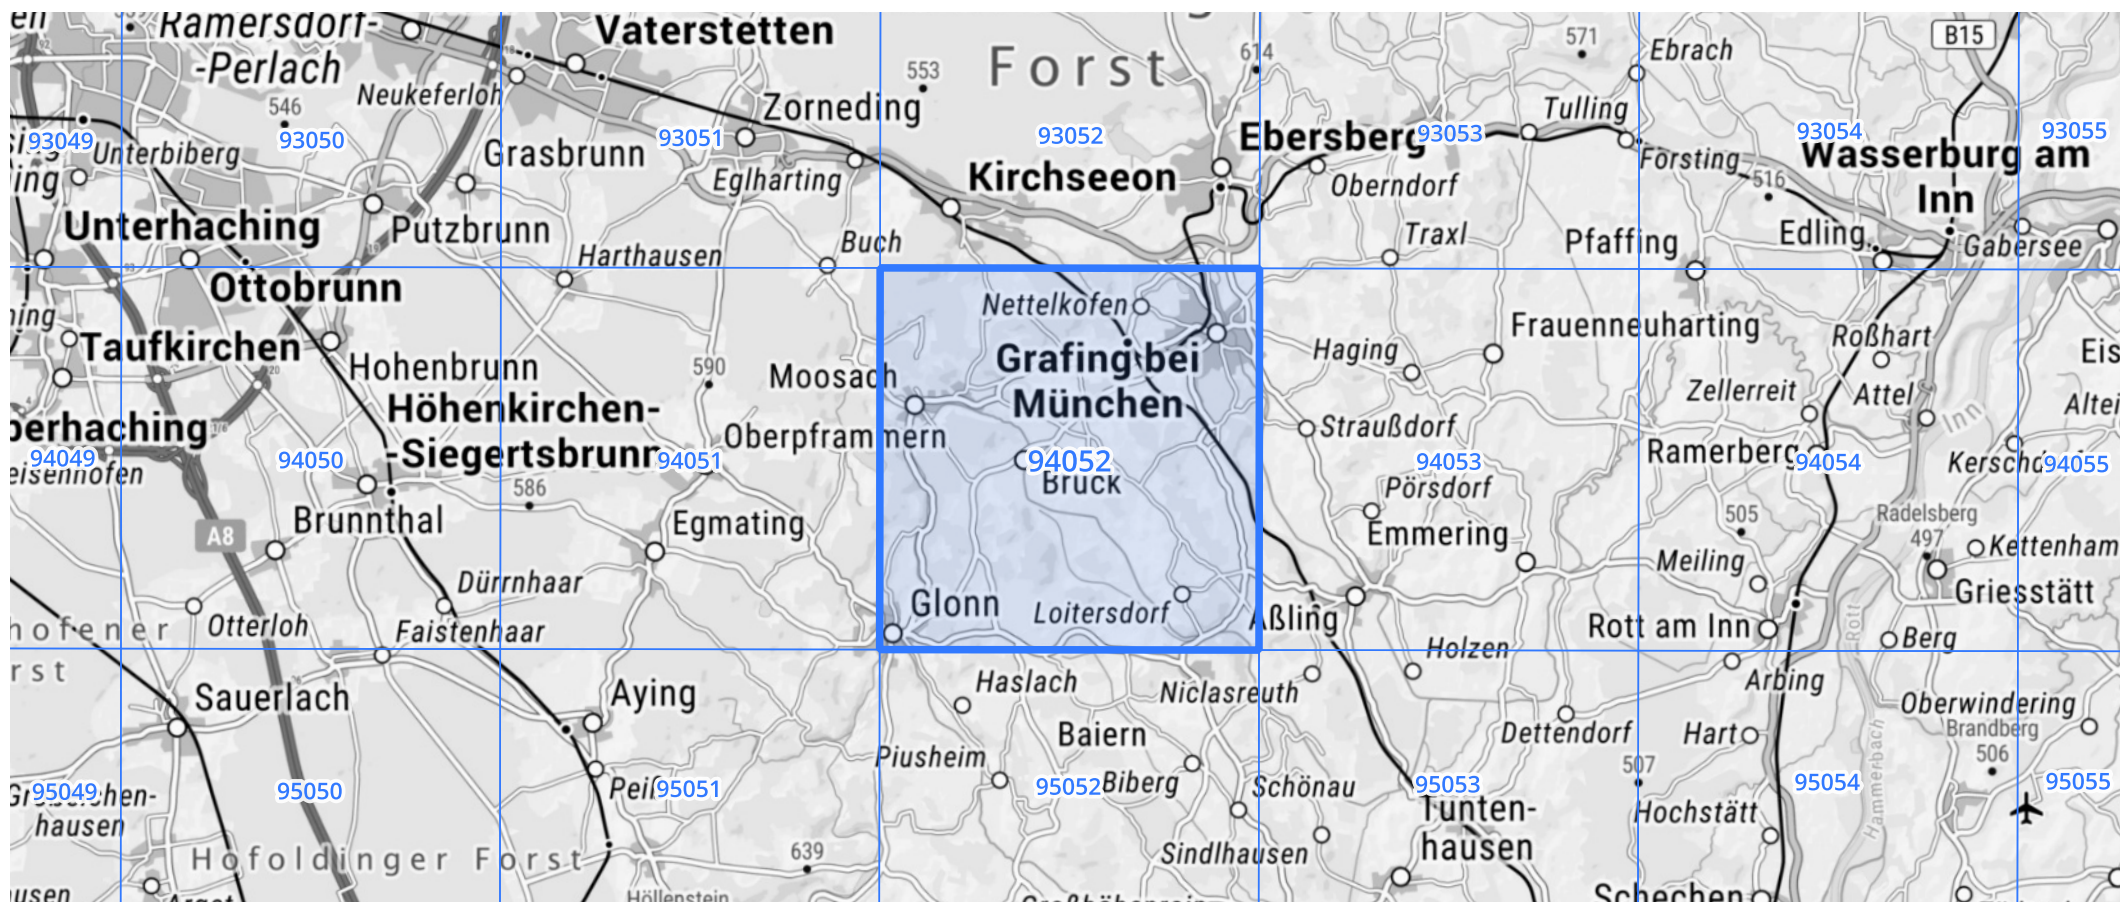 Ramersdorf-
-Perlach
546
Neukeferloh
Vaterstetten
Zorneding
553
Forst
614
571
Ebrach
B15
Tulling
93049
Unterbiberg
93050
Grasbrunn
93051
Eglharting
93052
Kirchseeon
Ebersberg
93053
Oberndorf
Forsting
93054
93055
Wasserburg am
Inn
516
Unterhaching
Putzbrunn
Harthausen
Buch
Traxl
Pfaffing
Edling
Gabersee
Ottobrunn
Nettelkofen
Taufkirchen
Hohenbrunn
590
Moosach
Grafing bei
München
Haging
Frauenneuharting
Roßhart
Zellerreit
Attel
Inn
Höhenkirchen-
-Siegertsbrunn
Oberpframmern
Straußdorf
Ramerberg
94049
94050
94051
94052
Bruck
94053
94054
94055
586
Pörsdorf
Brunnthal
Egmating
Emmering
505
Radelsberg
497
Kettenham
A8
Meiling
Griesstätt
Dürrnhaar
Otterloh
Faistenhaar
Glonn
Loitersdorf
Aßling
Rott am Inn
Rott
Berg
Holzen
Sauerlach
Aying
Haslach
Niclasreuth
Arbing
Oberwindering
Baiern
Dettendorf
Hart
Brandberg
506
Piusheim
Biberg
Schönau
507
Hammerbach
95049
95050
95051
95052
95053
95054
95055
hausen
Tunten-
hausen
Hochstätt
Hofoldinger Forst
639
Sindlhausen
Höllenstein
Schechen